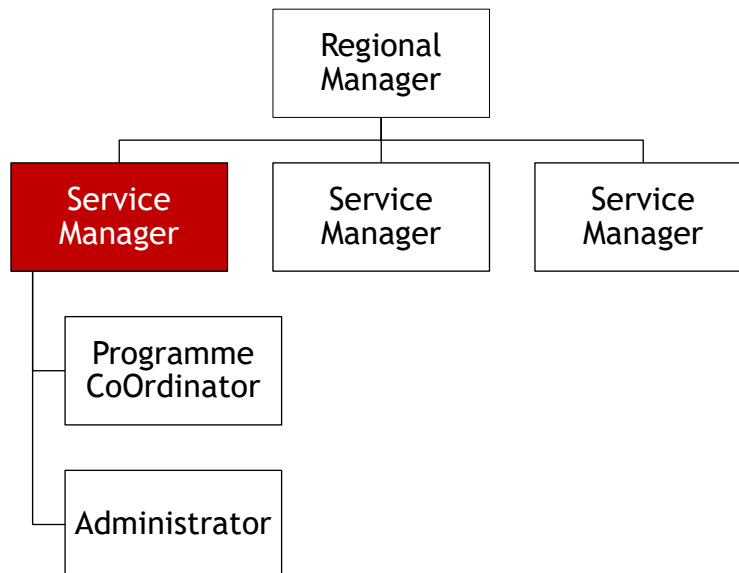 Regional
Manager
Service
Manager
Service
Manager
Service
Manager
Programme
CoOrdinator
Administrator